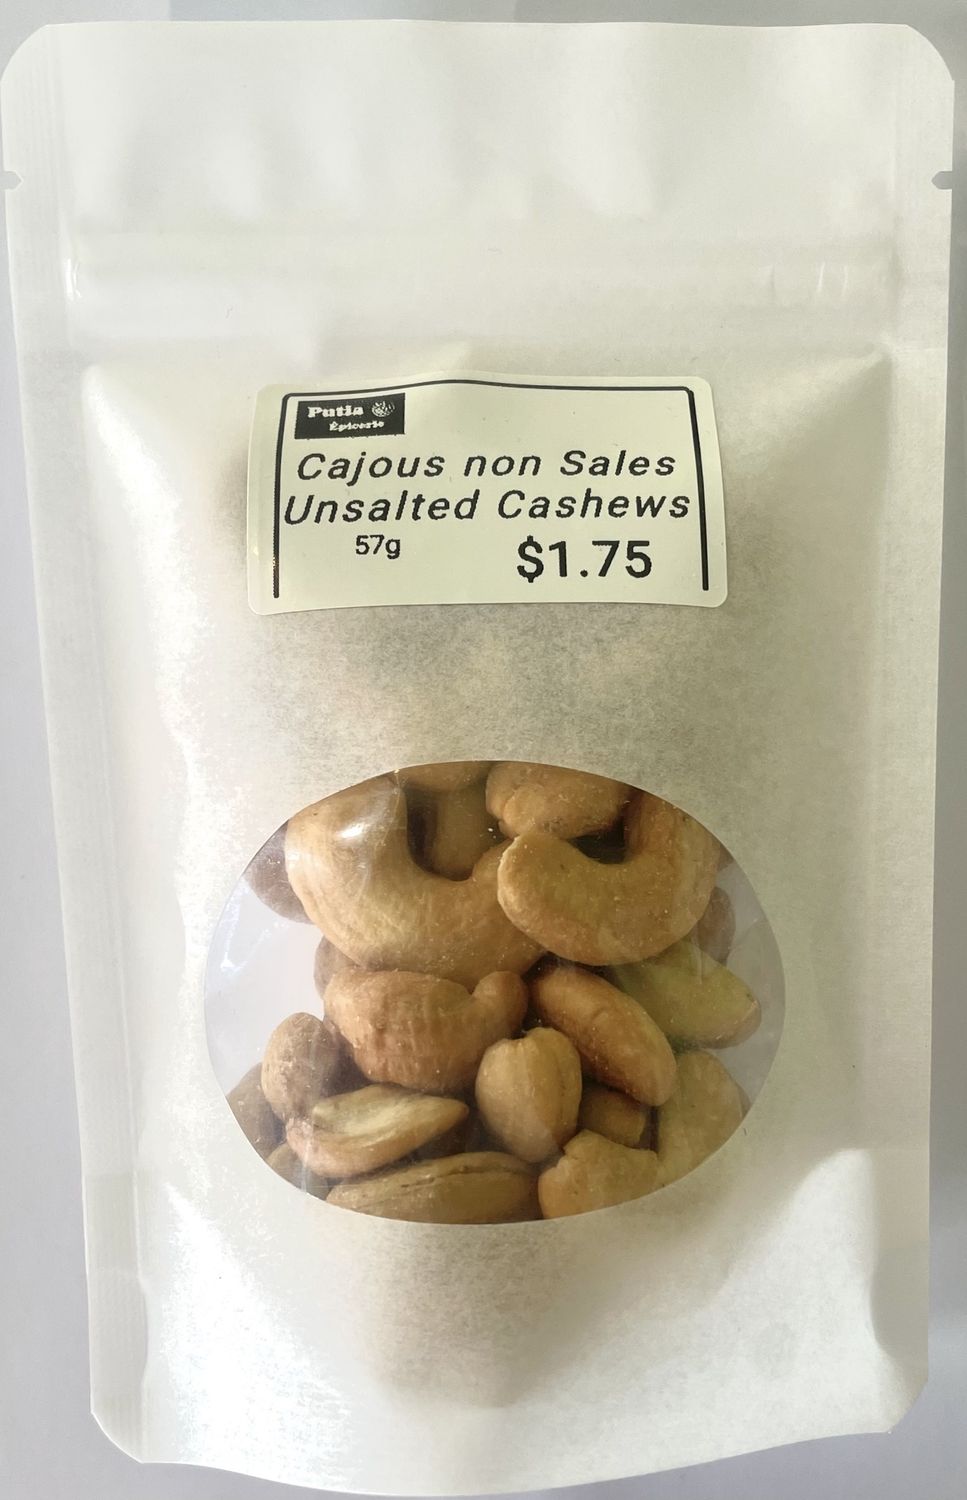 Putia
Épicerie
Cajous non Sales
Unsalted Cashews
57g
$1.75